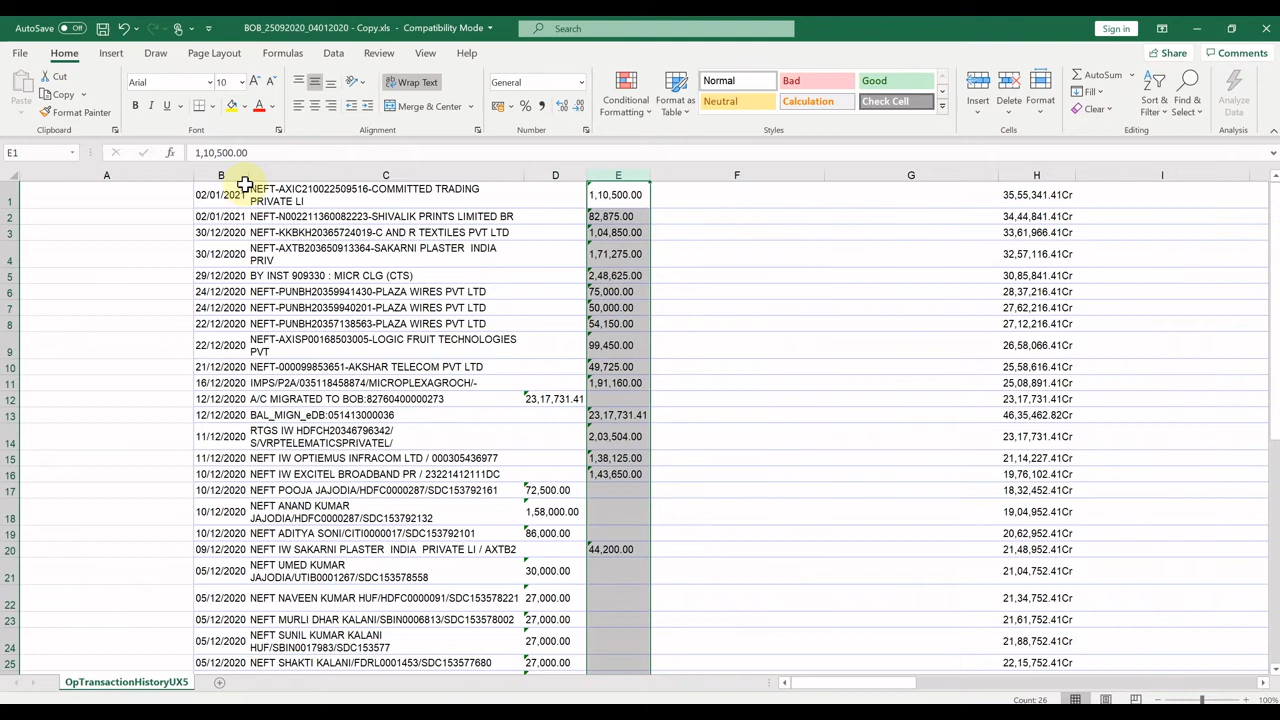 AutoSave Off BOB_25092020_04012020 - Copy.xls - Compatibility Mode Search Sign in
File Home Insert Draw Page Layout Formulas Data Review View Help Share Comments
Cut
Copy
Format Painter
Paste
Clipboard
Arial 10
B I U
Font
Wrap Text
Merge & Center
Alignment
General
Number
Conditional Formatting
Format as Table
Normal Bad Good
Neutral Calculation Check Cell
Styles
Insert Delete Format
Cells
AutoSum
Fill
Clear
Sort & Filter
Find & Select
Editing
Analyze Data
Analysis
E1 fx 1,10,500.00
A B C D E F G H I
1 02/01/2021 NEFT-AXIC210022509516-COMMITTED TRADING PRIVATE LI 1,10,500.00 35,55,341.41Cr
2 02/01/2021 NEFT-N002211360082223-SHIVALIK PRINTS LIMITED BR 82,875.00 34,44,841.41Cr
3 30/12/2020 NEFT-KKBKH20365724019-C AND R TEXTILES PVT LTD 1,04,850.00 33,61,966.41Cr
4 30/12/2020 NEFT-AXTB203650913364-SAKARNI PLASTER INDIA PRIV 1,71,275.00 32,57,116.41Cr
5 29/12/2020 BY INST 909330 : MICR CLG (CTS) 2,48,625.00 30,85,841.41Cr
6 24/12/2020 NEFT-PUNBH20359941430-PLAZA WIRES PVT LTD 75,000.00 28,37,216.41Cr
7 24/12/2020 NEFT-PUNBH20359940201-PLAZA WIRES PVT LTD 50,000.00 27,62,216.41Cr
8 22/12/2020 NEFT-PUNBH20357138563-PLAZA WIRES PVT LTD 54,150.00 27,12,216.41Cr
9 22/12/2020 NEFT-AXISP00168503005-LOGIC FRUIT TECHNOLOGIES PVT 99,450.00 26,58,066.41Cr
10 21/12/2020 NEFT-000099853651-AKSHAR TELECOM PVT LTD 49,725.00 25,58,616.41Cr
11 16/12/2020 IMPS/P2A/035118458874/MICROPLEXAGROCH/- 1,91,160.00 25,08,891.41Cr
12 12/12/2020 A/C MIGRATED TO BOB:82760400000273 23,17,731.41 23,17,731.41Cr
13 12/12/2020 BAL_MIGN_eDB:051413000036 23,17,731.41 46,35,462.82Cr
14 11/12/2020 RTGS IW HDFCH20346796342/ S/VRPTELEMATICSPRIVATEL/ 2,03,504.00 23,17,731.41Cr
15 11/12/2020 NEFT IW OPTIEMUS INFRACOM LTD / 000305436977 1,38,125.00 21,14,227.41Cr
16 10/12/2020 NEFT IW EXCITEL BROADBAND PR / 23221412111DC 1,43,650.00 19,76,102.41Cr
17 10/12/2020 NEFT POOJA JAJODIA/HDFC0000287/SDC153792161 72,500.00 18,32,452.41Cr
18 10/12/2020 NEFT ANAND KUMAR JAJODIA/HDFC0000287/SDC153792132 1,58,000.00 19,04,952.41Cr
19 10/12/2020 NEFT ADITYA SONI/CITI0000017/SDC153792101 86,000.00 20,62,952.41Cr
20 09/12/2020 NEFT IW SAKARNI PLASTER INDIA PRIVATE LI / AXTB2 44,200.00 21,48,952.41Cr
21 05/12/2020 NEFT UMED KUMAR JAJODIA/UTIB0001267/SDC153578558 30,000.00 21,04,752.41Cr
22 05/12/2020 NEFT NAVEEN KUMAR HUF/HDFC0000091/SDC153578221 27,000.00 21,34,752.41Cr
23 05/12/2020 NEFT MURLI DHAR KALANI/SBIN0006813/SDC153578002 27,000.00 21,61,752.41Cr
24 05/12/2020 NEFT SUNIL KUMAR KALANI HUF/SBIN0017983/SDC153577 27,000.00 21,88,752.41Cr
25 05/12/2020 NEFT SHAKTI KALANI/FDRL0001453/SDC153577680 27,000.00 22,15,752.41Cr
OpTransactionHistoryUX5
Count: 26